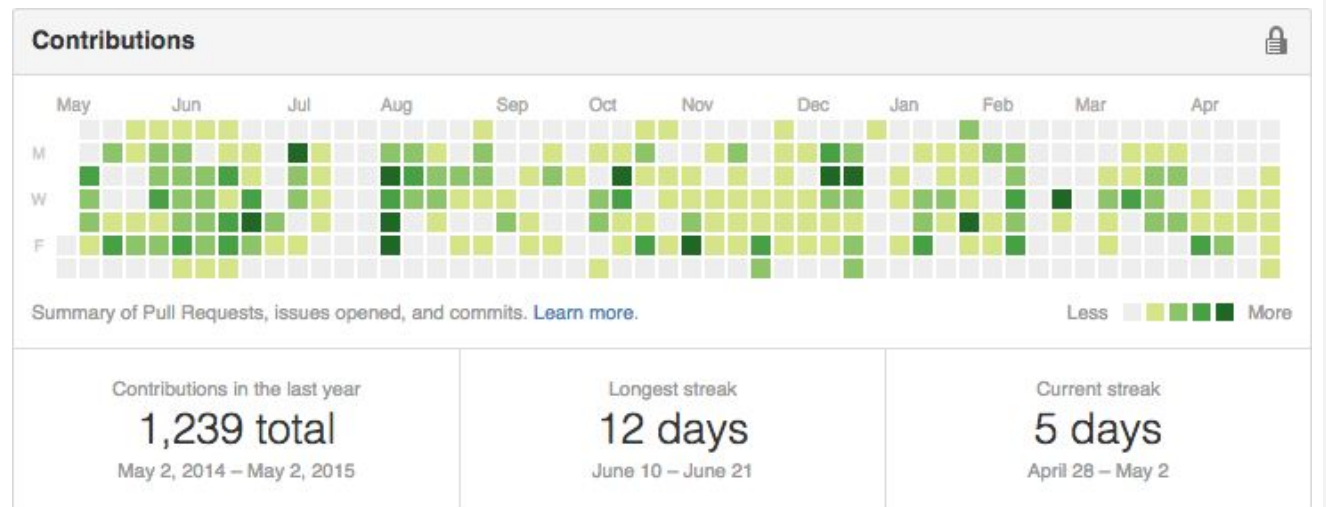 Contributions
May Jun Jul Aug Sep Oct Nov Dec Jan Feb Mar Apr
M
W
F
Summary of Pull Requests, issues opened, and commits. Learn more.
Less More
Contributions in the last year
1,239 total
May 2, 2014 – May 2, 2015
Longest streak
12 days
June 10 – June 21
Current streak
5 days
April 28 – May 2